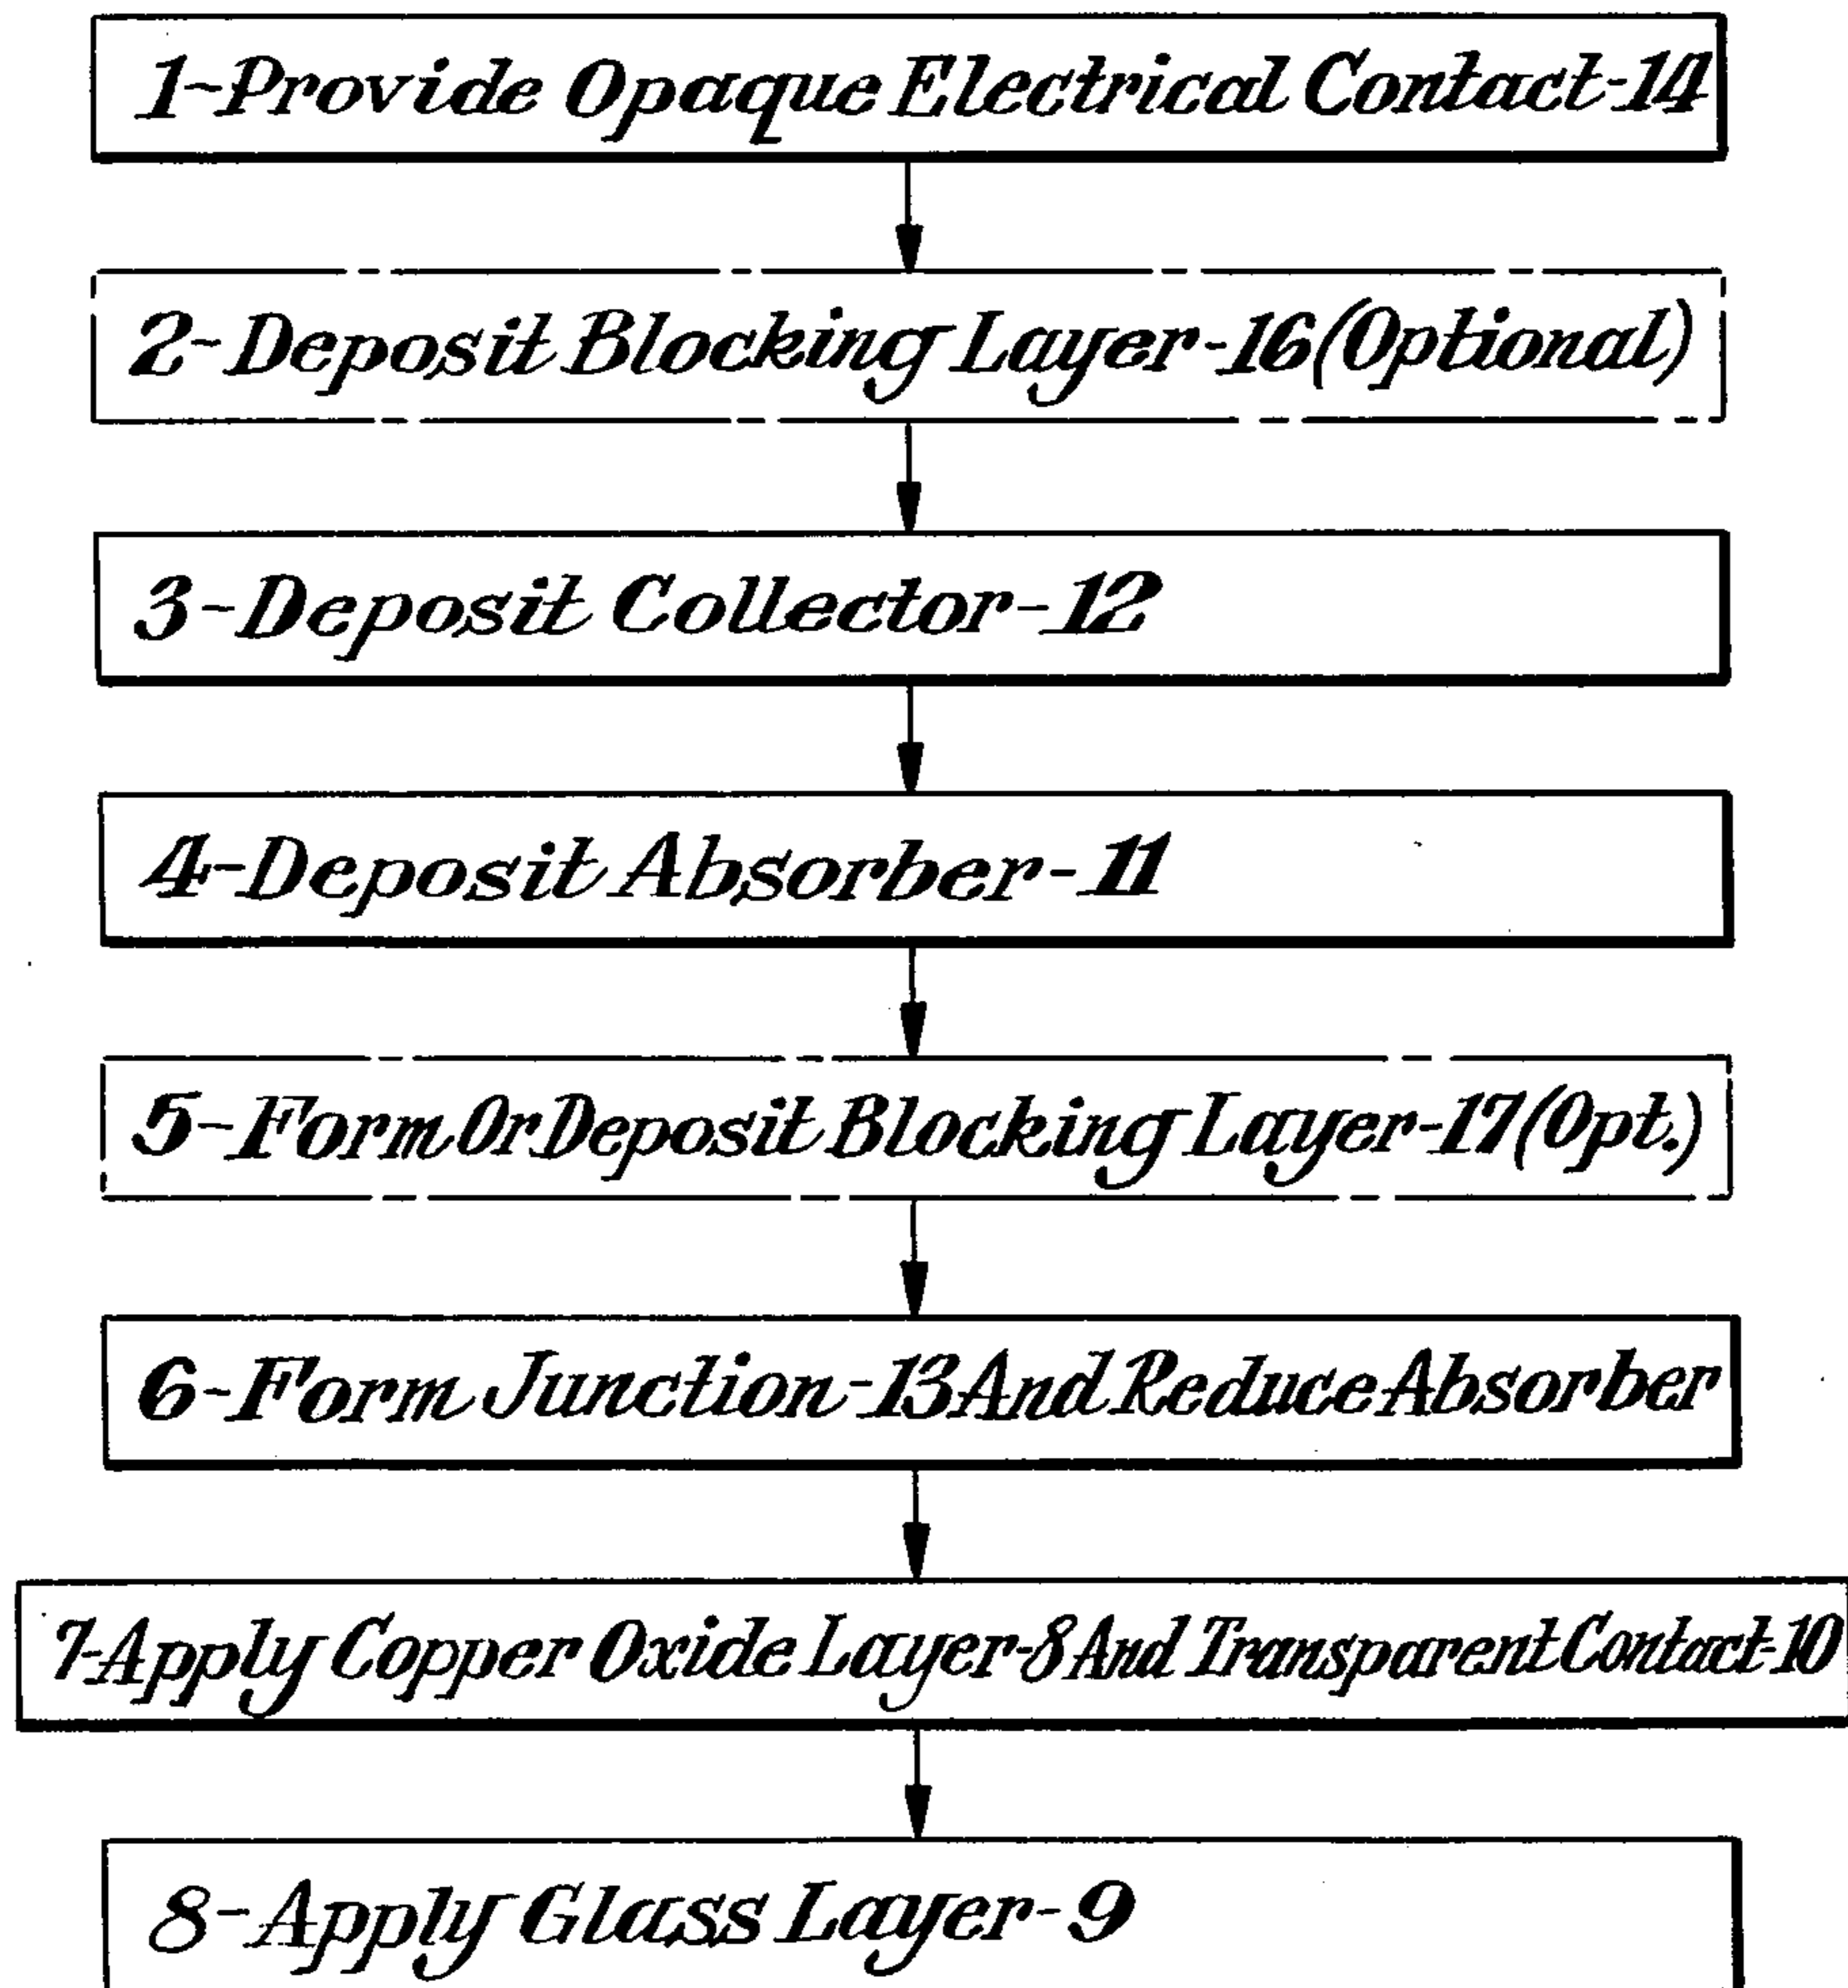 1-Provide Opaque Electrical Contact-14
2-Deposit Blocking Layer-16(Optional)
3-Deposit Collector-12
4-Deposit Absorber-11
5-Form Or Deposit Blocking Layer-17(Opt.)
6-Form Junction-13 And Reduce Absorber
7-Apply Copper Oxide Layer-8 And Transparent Contact-10
8-Apply Glass Layer-9